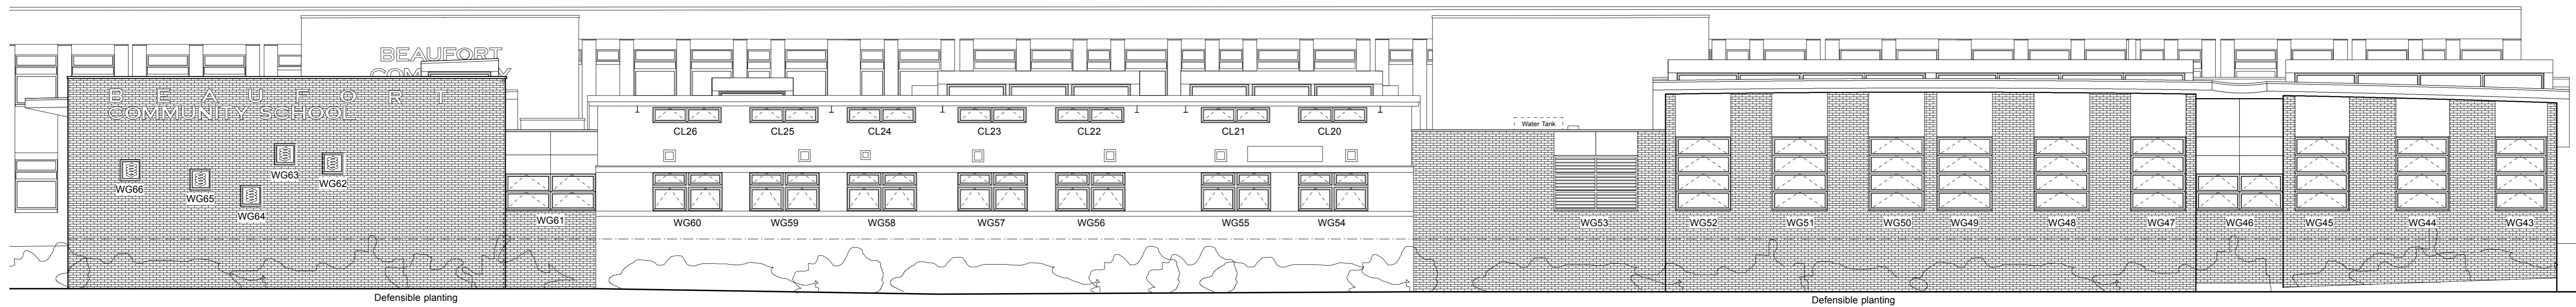 BEAUFORT
COMMUNITY
BEAUFORT
COMMUNITY SCHOOL
Water Tank
CL26 CL25 CL24 CL23 CL22 CL21 CL20
WG66 WG65 WG64 WG63 WG62
WG61 WG60 WG59 WG58 WG57 WG56 WG55 WG54 WG53 WG52 WG51 WG50 WG49 WG48 WG47 WG46 WG45 WG44 WG43
Defensible planting
Defensible planting